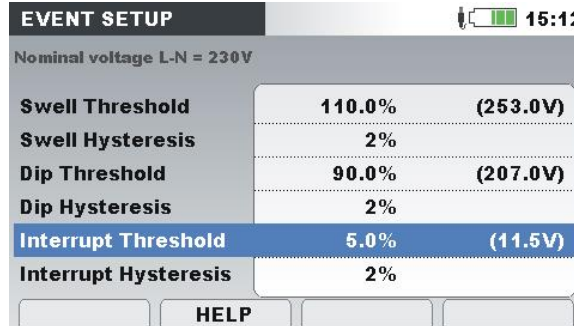 EVENT SETUP 15:12
Nominal voltage L-N = 230V
Swell Threshold 110.0% (253.0V)
Swell Hysteresis 2%
Dip Threshold 90.0% (207.0V)
Dip Hysteresis 2%
Interrupt Threshold 5.0% (11.5V)
Interrupt Hysteresis 2%
HELP